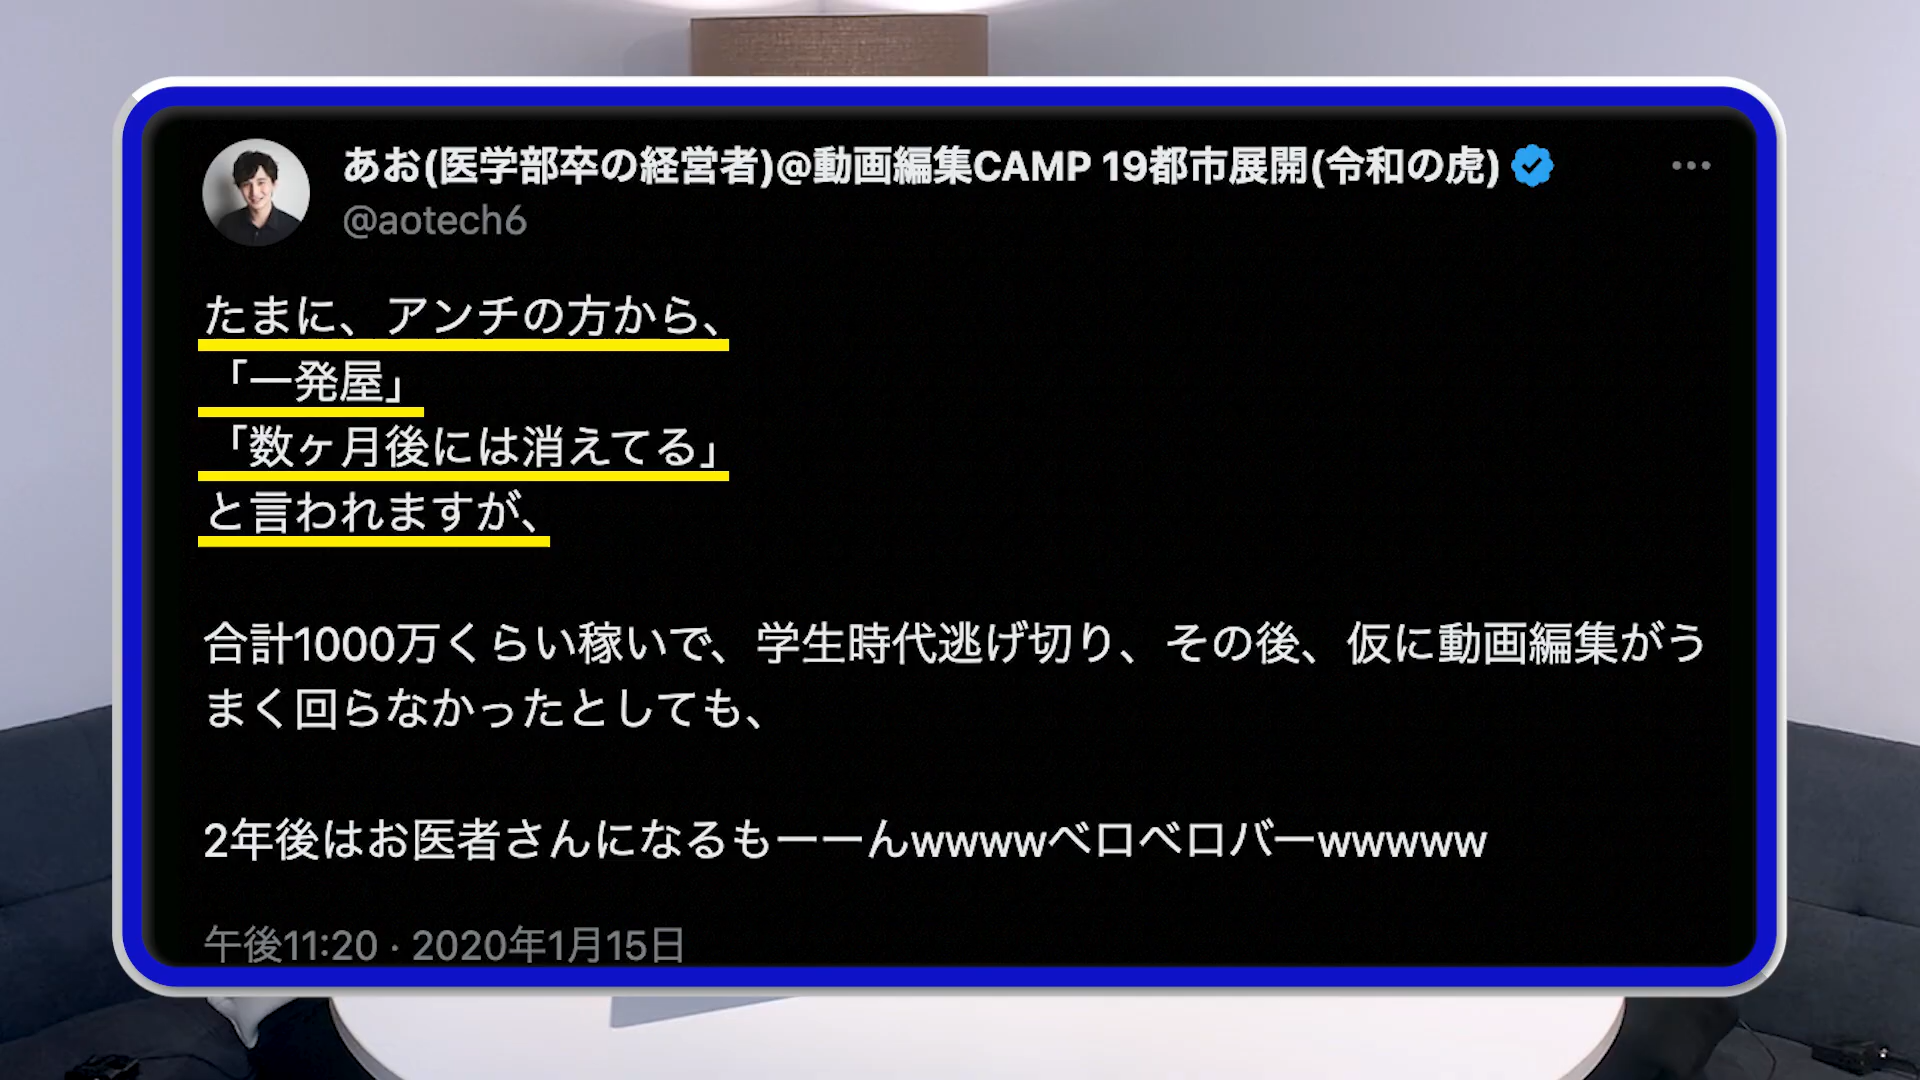 あお(医学部卒の経営者)@動画編集CAMP 19都市展開(令和の虎)
@aotech6
たまに、アンチの方から、
「一発屋」
「数ヶ月後には消えてる」
と言われますが、
合計1000万くらい稼いで、学生時代逃げ切り、その後、仮に動画編集がう
まく回らなかったとしても、
2年後はお医者さんになるもーーんwwwwベロベロバーwwwww
午後11:20 · 2020年1月15日